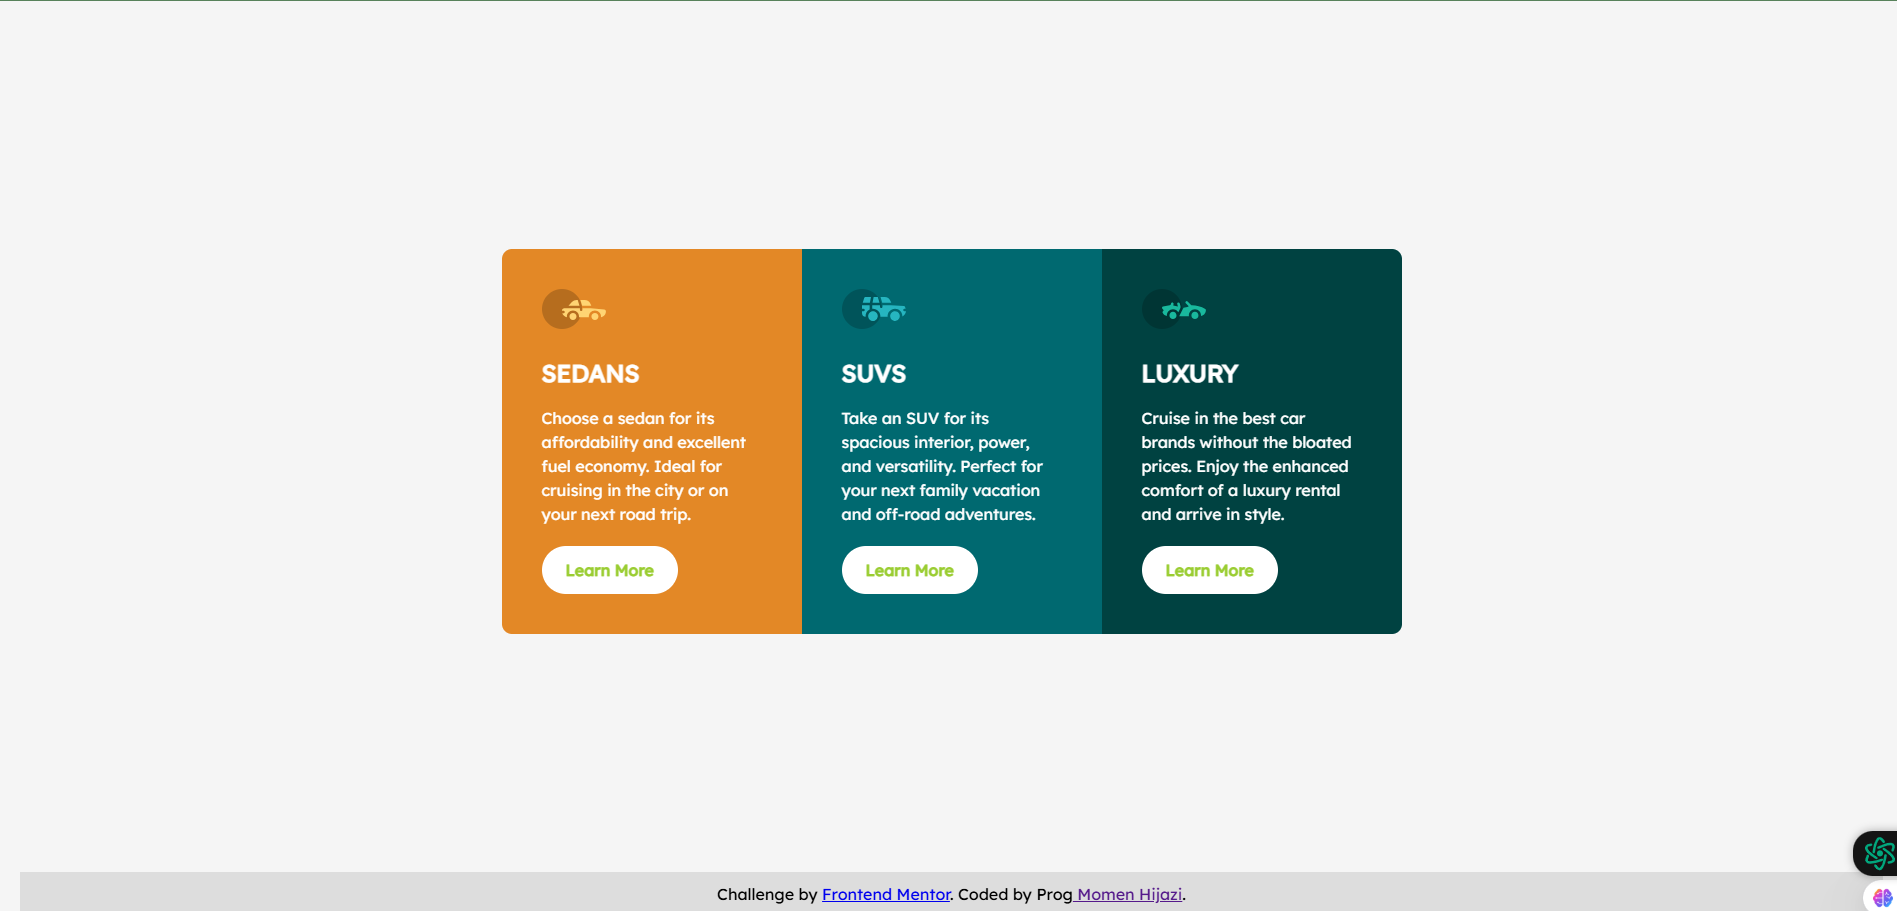 SEDANS
Choose a sedan for its
affordability and excellent
fuel economy. Ideal for
cruising in the city or on
your next road trip.
Learn More
SUVS
Take an SUV for its
spacious interior, power,
and versatility. Perfect for
your next family vacation
and off-road adventures.
Learn More
LUXURY
Cruise in the best car
brands without the bloated
prices. Enjoy the enhanced
comfort of a luxury rental
and arrive in style.
Learn More
Challenge by Frontend Mentor. Coded by Prog Momen Hijazi.